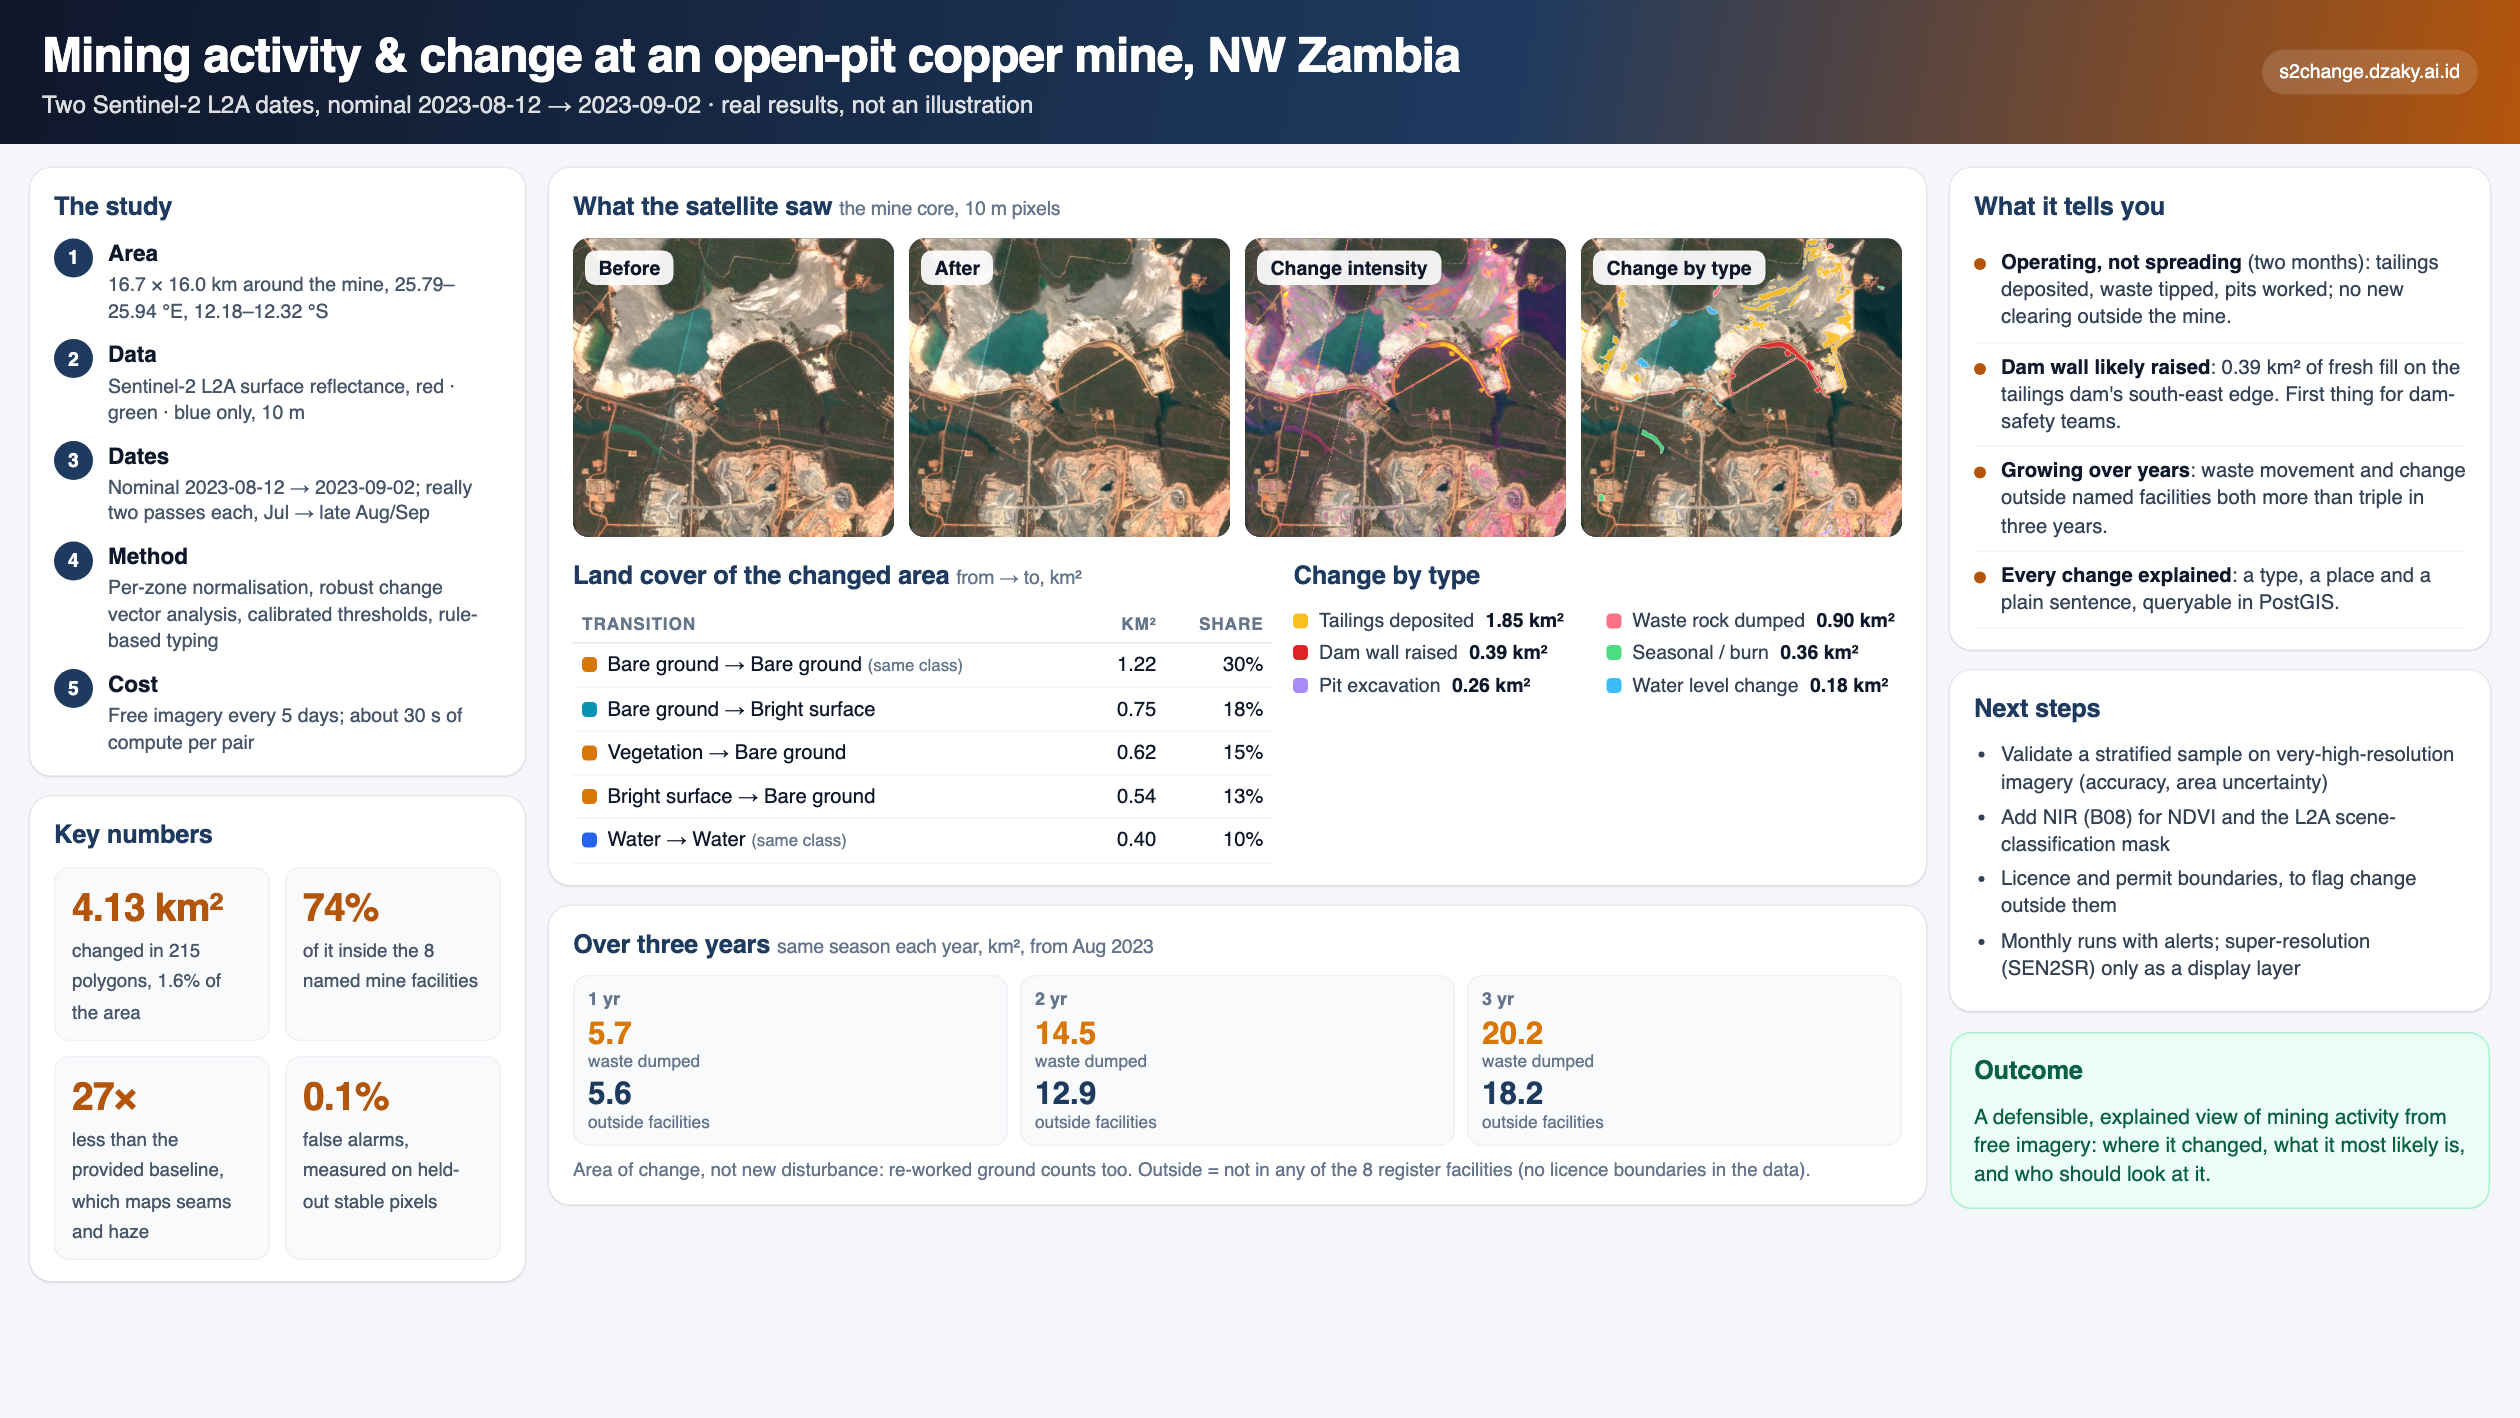 Mining activity & change at an open-pit copper mine, NW Zambia
Two Sentinel-2 L2A dates, nominal 2023-08-12 → 2023-09-02 · real results, not an illustration
s2change.dzaky.ai.id
The study
1 Area
16.7 × 16.0 km around the mine, 25.79–
25.94 °E, 12.18–12.32 °S
2 Data
Sentinel-2 L2A surface reflectance, red ·
green · blue only, 10 m
3 Dates
Nominal 2023-08-12 → 2023-09-02; really
two passes each, Jul → late Aug/Sep
4 Method
Per-zone normalisation, robust change
vector analysis, calibrated thresholds, rule-
based typing
5 Cost
Free imagery every 5 days; about 30 s of
compute per pair
Key numbers
4.13 km²
changed in 215
polygons, 1.6% of
the area
74%
of it inside the 8
named mine facilities
27×
less than the
provided baseline,
which maps seams
and haze
0.1%
false alarms,
measured on held-
out stable pixels
What the satellite saw the mine core, 10 m pixels
Before
After
Change intensity
Change by type
Land cover of the changed area from → to, km²
TRANSITION KM² SHARE
Bare ground → Bare ground (same class) 1.22 30%
Bare ground → Bright surface 0.75 18%
Vegetation → Bare ground 0.62 15%
Bright surface → Bare ground 0.54 13%
Water → Water (same class) 0.40 10%
Change by type
Tailings deposited 1.85 km²
Waste rock dumped 0.90 km²
Dam wall raised 0.39 km²
Seasonal / burn 0.36 km²
Pit excavation 0.26 km²
Water level change 0.18 km²
Over three years same season each year, km², from Aug 2023
1 yr
5.7
waste dumped
5.6
outside facilities
2 yr
14.5
waste dumped
12.9
outside facilities
3 yr
20.2
waste dumped
18.2
outside facilities
Area of change, not new disturbance: re-worked ground counts too. Outside = not in any of the 8 register facilities (no licence boundaries in the data).
What it tells you
Operating, not spreading (two months): tailings
deposited, waste tipped, pits worked; no new
clearing outside the mine.
Dam wall likely raised: 0.39 km² of fresh fill on the
tailings dam's south-east edge. First thing for dam-
safety teams.
Growing over years: waste movement and change
outside named facilities both more than triple in
three years.
Every change explained: a type, a place and a
plain sentence, queryable in PostGIS.
Next steps
• Validate a stratified sample on very-high-resolution
imagery (accuracy, area uncertainty)
• Add NIR (B08) for NDVI and the L2A scene-
classification mask
• Licence and permit boundaries, to flag change
outside them
• Monthly runs with alerts; super-resolution
(SEN2SR) only as a display layer
Outcome
A defensible, explained view of mining activity from
free imagery: where it changed, what it most likely is,
and who should look at it.